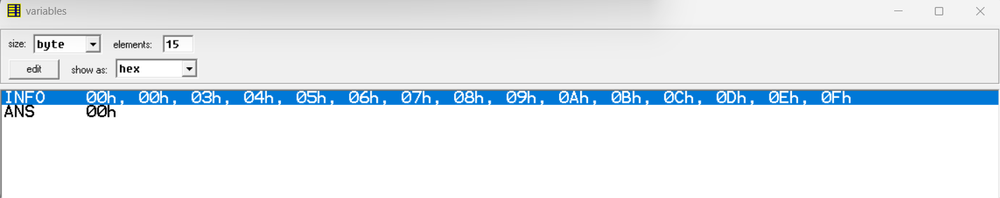 variables
size: byte elements: 15
edit show as: hex
INFO 00h, 00h, 03h, 04h, 05h, 06h, 07h, 08h, 09h, 0Ah, 0Bh, 0Ch, 0Dh, 0Eh, 0Fh
ANS 00h